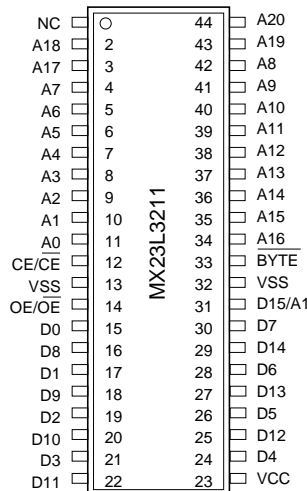 NC 44 A20
A18 2 43 A19
A17 3 42 A8
A7 4 41 A9
A6 5 40 A10
A5 6 39 A11
A4 7 38 A12
A3 8 37 A13
A2 9 36 A14
A1 10 35 A15
A0 11 34 A16
CE/C̅E̅ 12 33 B̅Y̅T̅E̅
VSS 13 32 VSS
OE/O̅E̅ 14 31 D15/A1
D0 15 30 D7
D8 16 29 D14
D1 17 28 D6
D9 18 27 D13
D2 19 26 D5
D10 20 25 D12
D3 21 24 D4
D11 22 23 VCC
MX23L3211